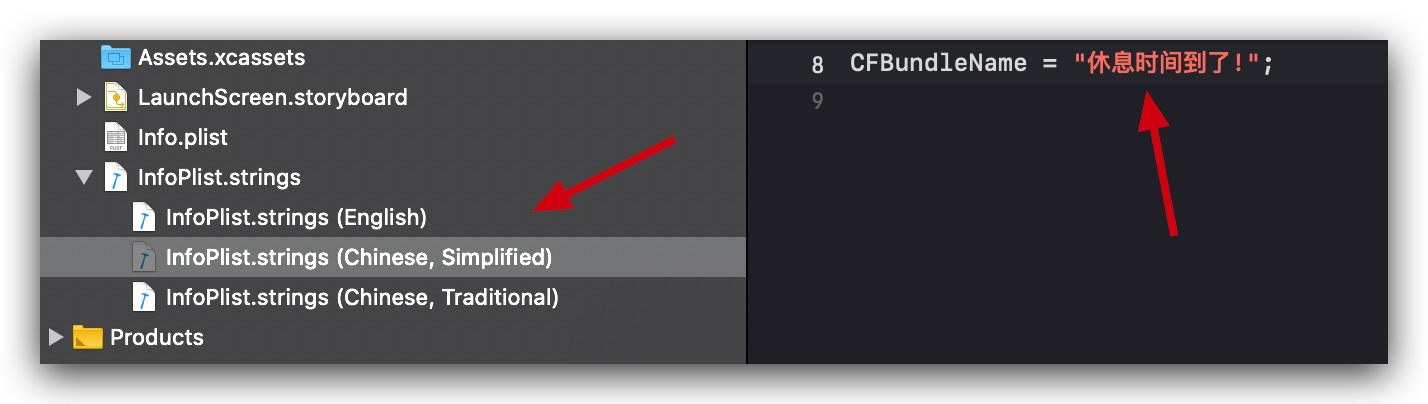 Assets.xcassets
LaunchScreen.storyboard
Info.plist
InfoPlist.strings
InfoPlist.strings (English)
InfoPlist.strings (Chinese, Simplified)
InfoPlist.strings (Chinese, Traditional)
Products
8 CFBundleName = "休息时间到了!";
9